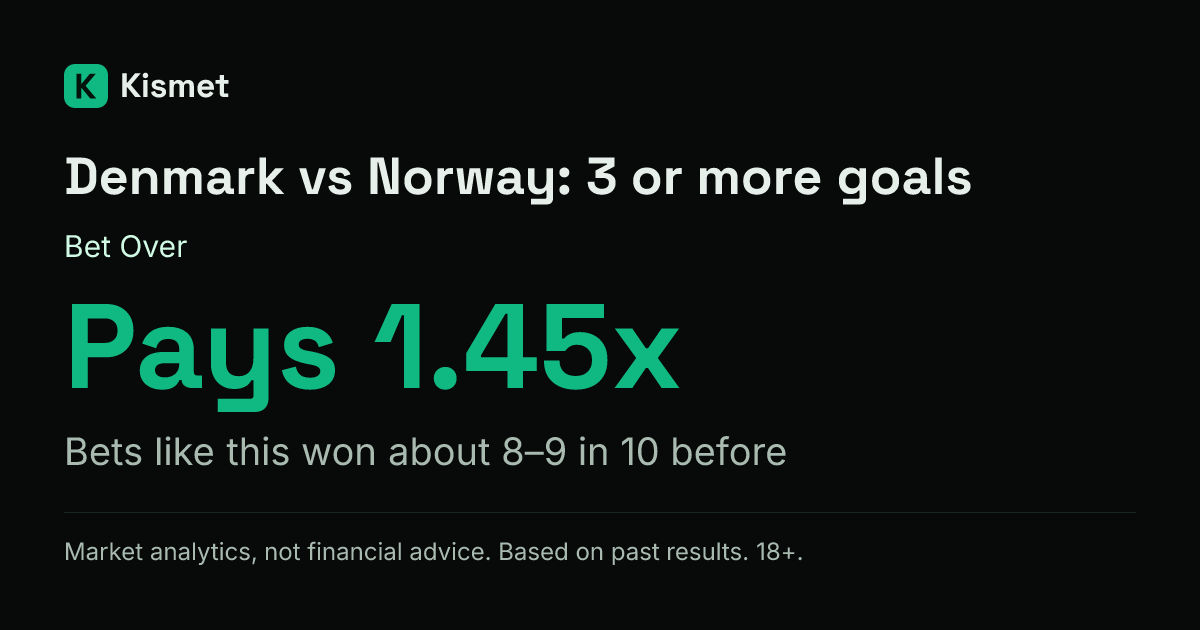 K Kismet
Denmark vs Norway: 3 or more goals
Bet Over
Pays 1.45x
Bets like this won about 8–9 in 10 before
Market analytics, not financial advice. Based on past results. 18+.